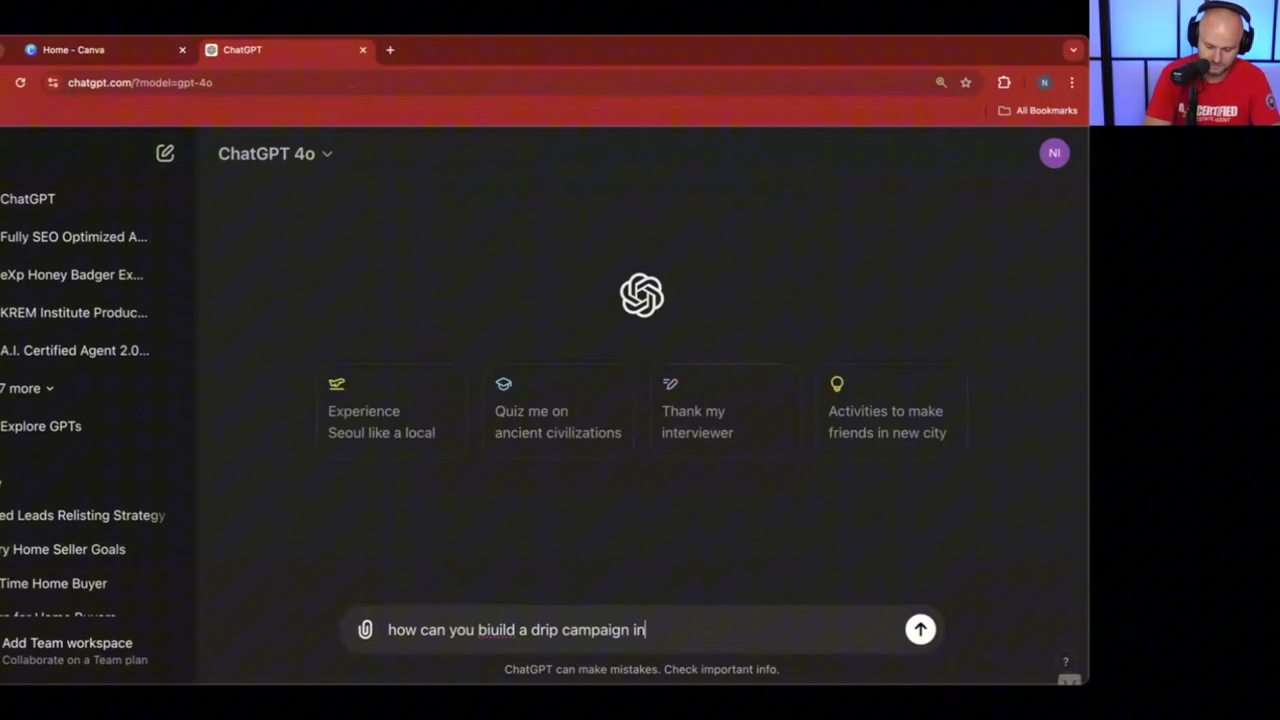 Home - Canva
ChatGPT
chatgpt.com/?model=gpt-4o
N
All Bookmarks
ChatGPT 4o
NI
ChatGPT
Fully SEO Optimized A...
eXp Honey Badger Ex...
KREM Institute Produc...
A.I. Certified Agent 2.0...
7 more
Explore GPTs
ed Leads Relisting Strategy
ry Home Seller Goals
Time Home Buyer
Add Team workspace
Collaborate on a Team plan
Experience
Seoul like a local
Quiz me on
ancient civilizations
Thank my
interviewer
Activities to make
friends in new city
how can you biuild a drip campaign in
ChatGPT can make mistakes. Check important info.
?
CERTIFIED